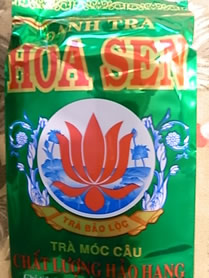 DANH TRÀ
HOA SEN
TRÀ BẢO LỘC
TRÀ MÓC CÂU
CHẤT LƯỢNG HẢO HẠNG